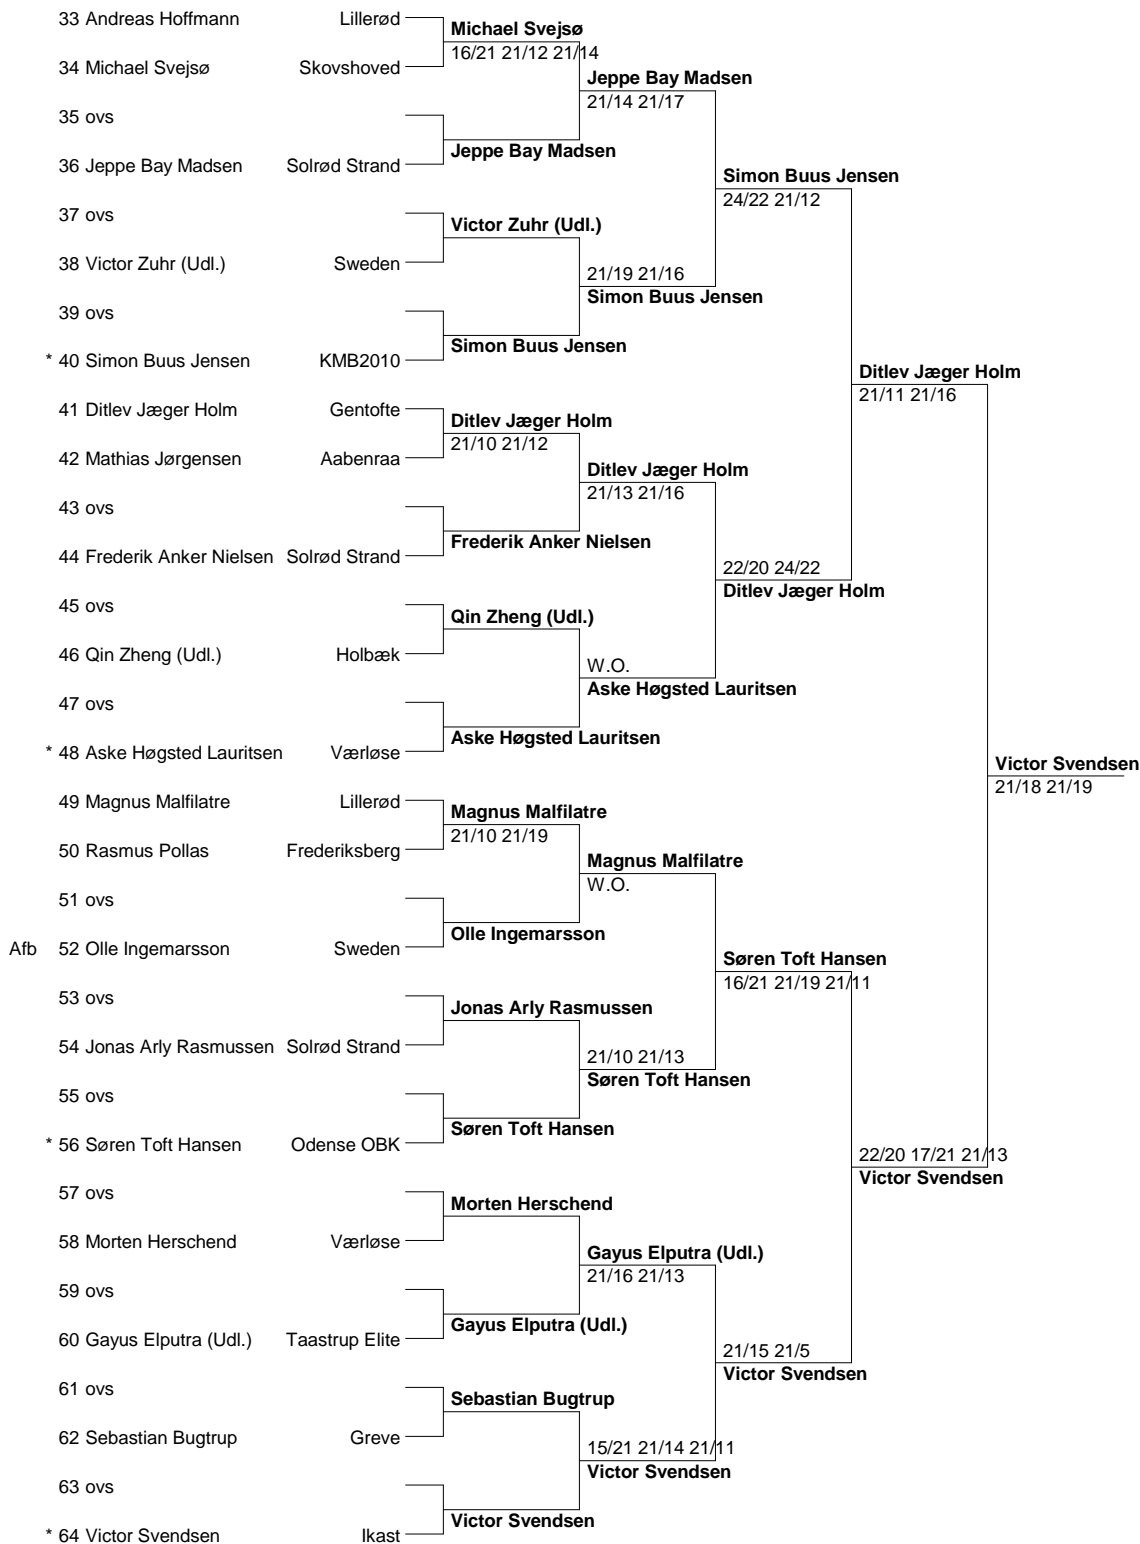 33 Andreas Hoffmann Lillerød
Michael Svejsø
16/21 21/12 21/14
34 Michael Svejsø Skovshoved
Jeppe Bay Madsen
21/14 21/17
35 ovs
Jeppe Bay Madsen
36 Jeppe Bay Madsen Solrød Strand
Simon Buus Jensen
24/22 21/12
37 ovs
Victor Zuhr (Udl.)
38 Victor Zuhr (Udl.) Sweden
21/19 21/16
Simon Buus Jensen
39 ovs
Simon Buus Jensen
* 40 Simon Buus Jensen KMB2010
Ditlev Jæger Holm
21/11 21/16
41 Ditlev Jæger Holm Gentofte
Ditlev Jæger Holm
21/10 21/12
42 Mathias Jørgensen Aabenraa
Ditlev Jæger Holm
21/13 21/16
43 ovs
Frederik Anker Nielsen
44 Frederik Anker Nielsen Solrød Strand
22/20 24/22
Ditlev Jæger Holm
45 ovs
Qin Zheng (Udl.)
46 Qin Zheng (Udl.) Holbæk
W.O.
Aske Høgsted Lauritsen
47 ovs
Aske Høgsted Lauritsen
* 48 Aske Høgsted Lauritsen Værløse
Victor Svendsen
21/18 21/19
49 Magnus Malfilatre Lillerød
Magnus Malfilatre
21/10 21/19
50 Rasmus Pollas Frederiksberg
Magnus Malfilatre
W.O.
51 ovs
Olle Ingemarsson
Afb 52 Olle Ingemarsson Sweden
Søren Toft Hansen
16/21 21/19 21/11
53 ovs
Jonas Arly Rasmussen
54 Jonas Arly Rasmussen Solrød Strand
21/10 21/13
Søren Toft Hansen
55 ovs
Søren Toft Hansen
* 56 Søren Toft Hansen Odense OBK
22/20 17/21 21/13
Victor Svendsen
57 ovs
Morten Herschend
58 Morten Herschend Værløse
Gayus Elputra (Udl.)
21/16 21/13
59 ovs
Gayus Elputra (Udl.)
60 Gayus Elputra (Udl.) Taastrup Elite
21/15 21/5
Victor Svendsen
61 ovs
Sebastian Bugtrup
62 Sebastian Bugtrup Greve
15/21 21/14 21/11
Victor Svendsen
63 ovs
Victor Svendsen
* 64 Victor Svendsen Ikast